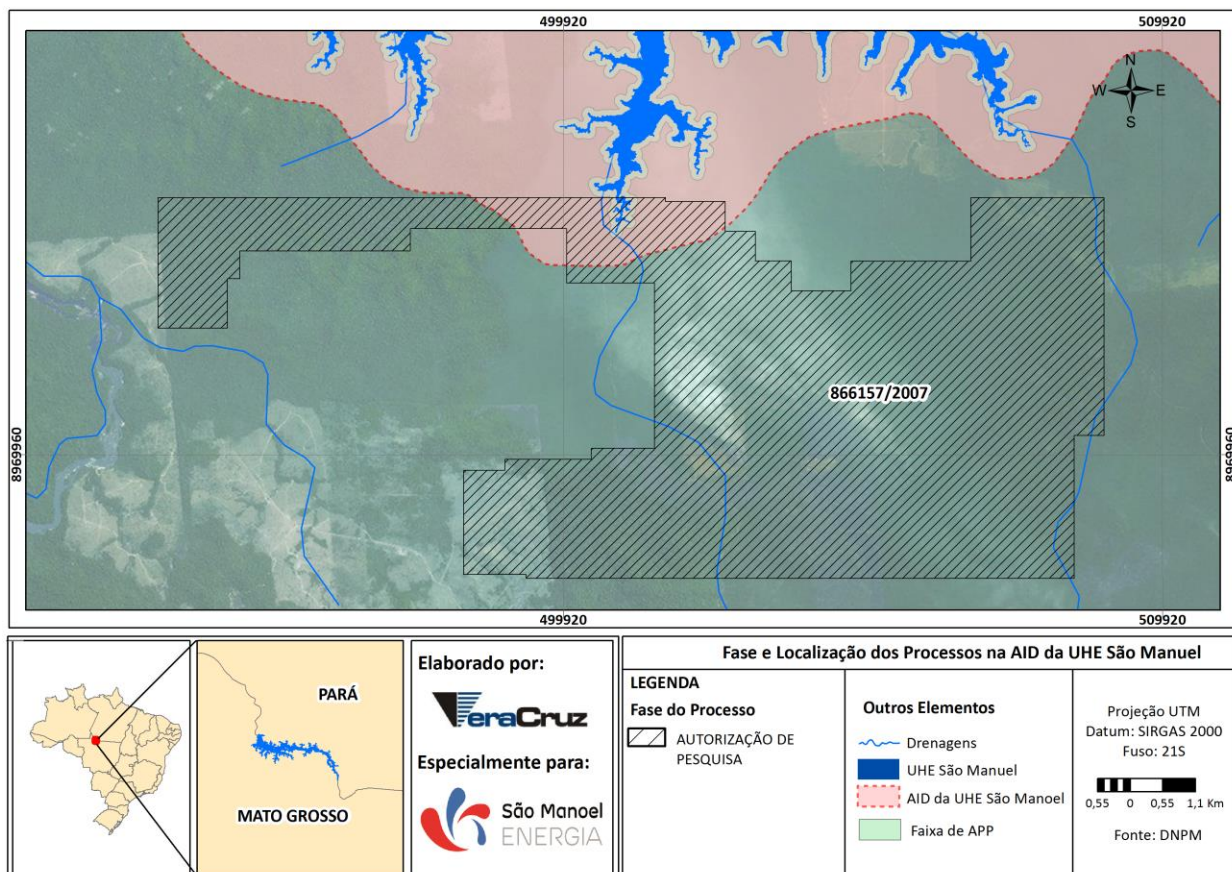 499920
509920
N
W
E
S
866157/2007
8969960
8969960
499920
509920
PARÁ
MATO GROSSO
Elaborado por:
VeraCruz
Especialmente para:
São Manoel
ENERGIA
Fase e Localização dos Processos na AID da UHE São Manuel
LEGENDA
Fase do Processo
AUTORIZAÇÃO DE
PESQUISA
Outros Elementos
Drenagens
UHE São Manuel
AID da UHE São Manoel
Faixa de APP
Projeção UTM
Datum: SIRGAS 2000
Fuso: 21S
0,55 0 0,55 1,1 Km
Fonte: DNPM